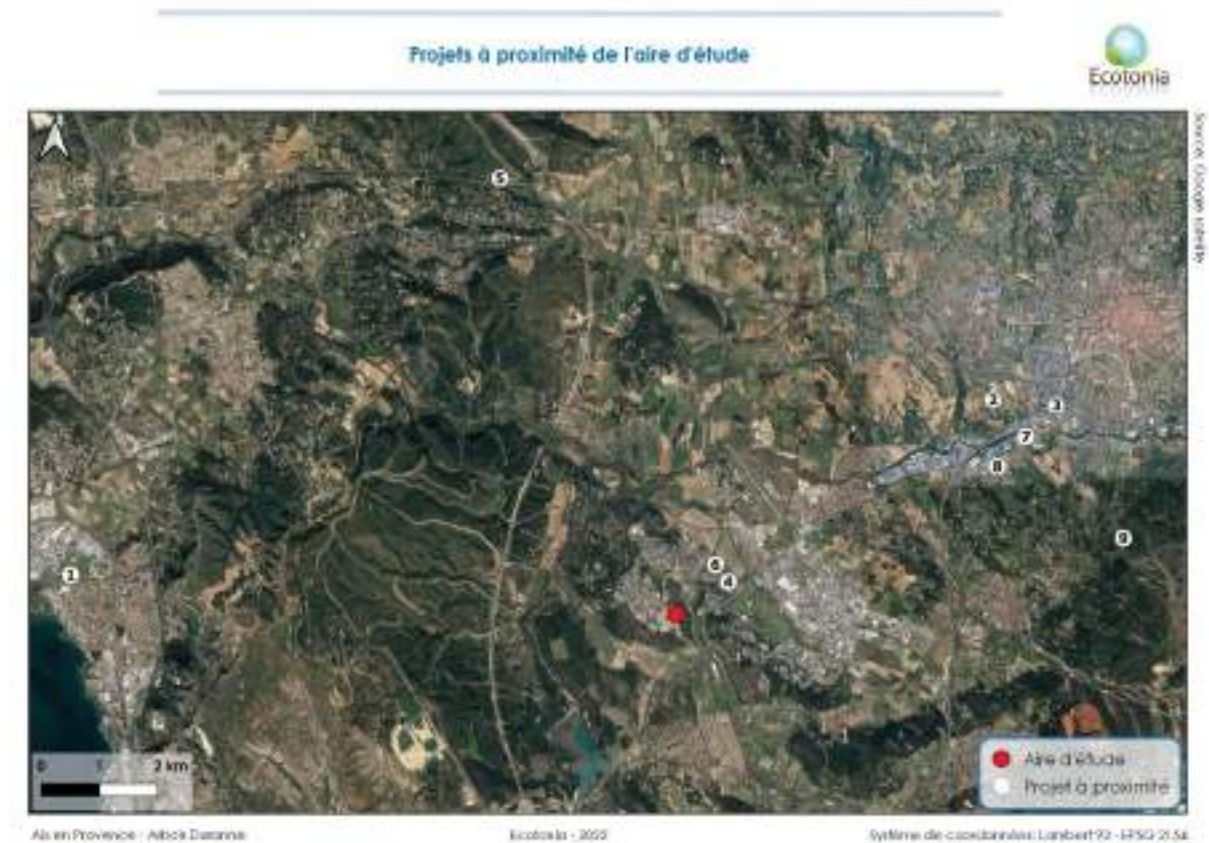 Projets à proximité de l'aire d'étude
Ecotonia
Source: Google satellite
5
2
3
7
8
9
6
4
1
0 1 2 km
Aire d'étude
Projet à proximité
Aix en Provence - Arbois Duranne
Ecotonia - 2022
Système de coordonnées: Lambert 93 - EPSG 2154